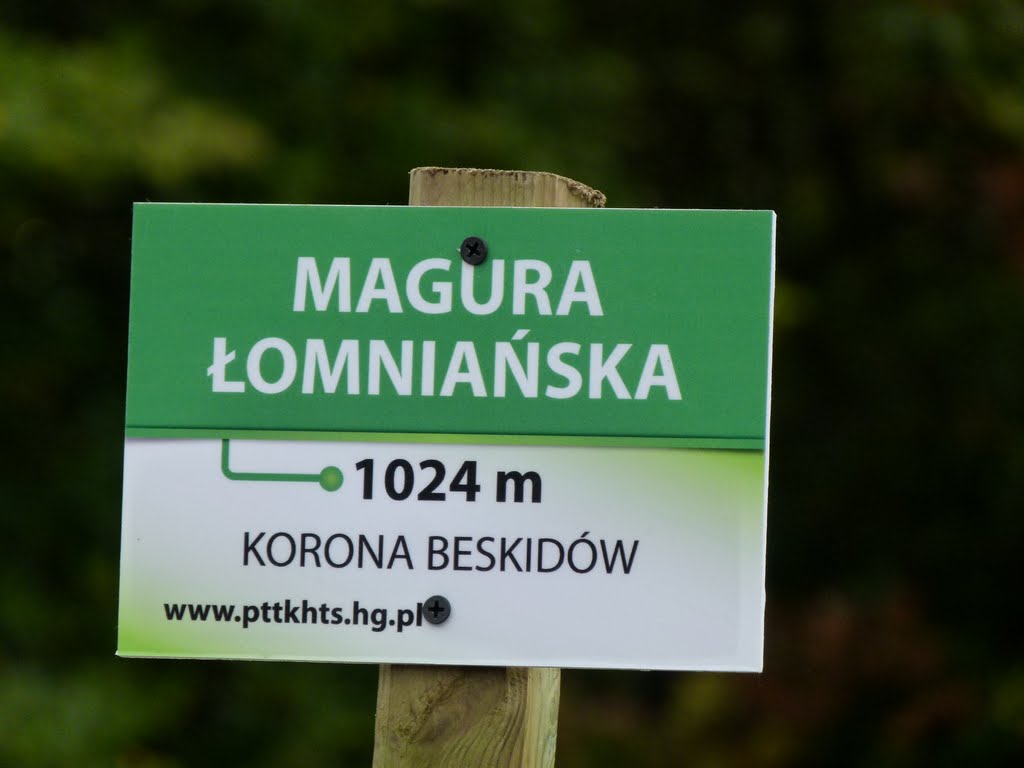 MAGURA
ŁOMNIAŃSKA
1024 m
KORONA BESKIDÓW
www.pttkhts.hg.pl